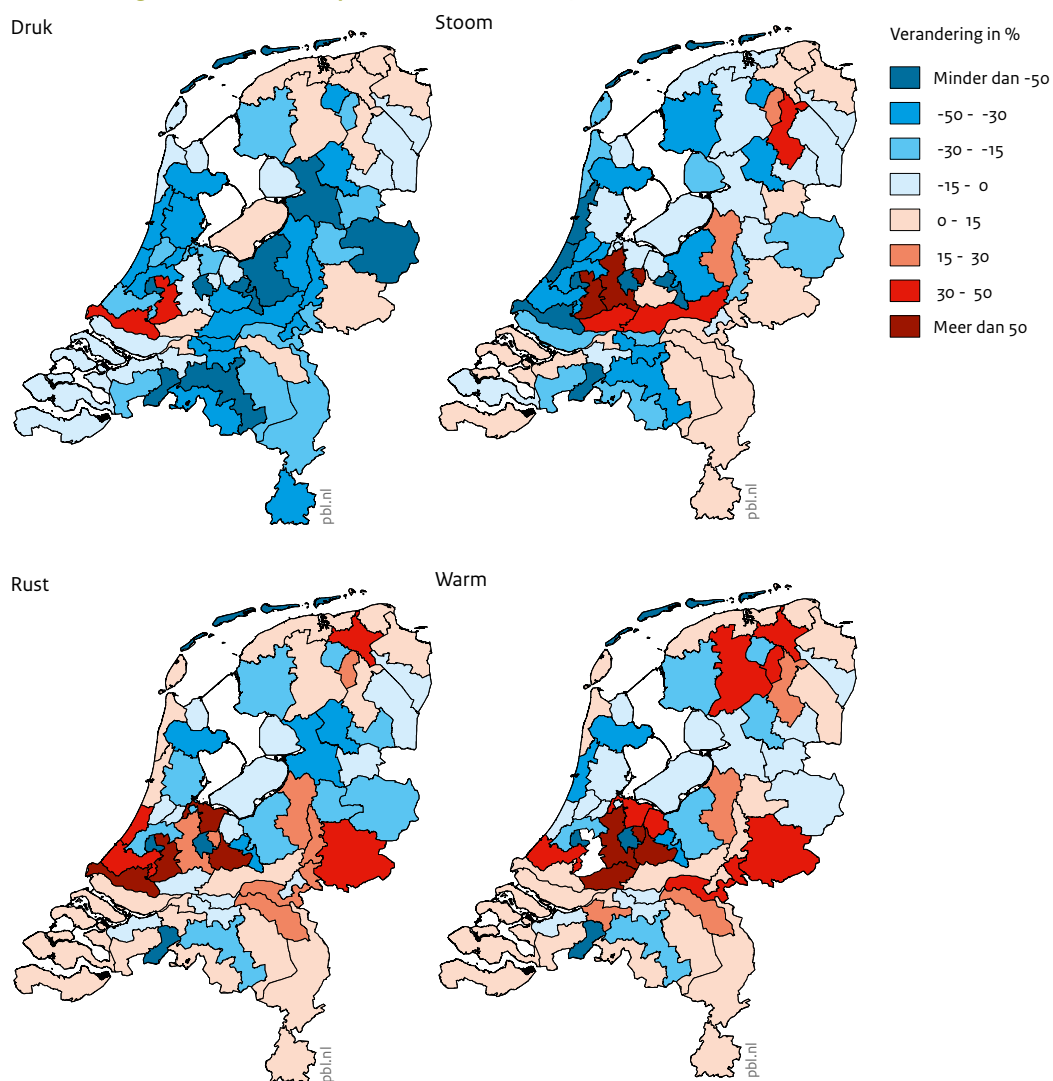 Druk
Stoom
Verandering in %
Minder dan -50
-50 - -30
-30 - -15
-15 - 0
0 - 15
15 - 30
30 - 50
Meer dan 50
pbl.nl
pbl.nl
Rust
Warm
pbl.nl
pbl.nl